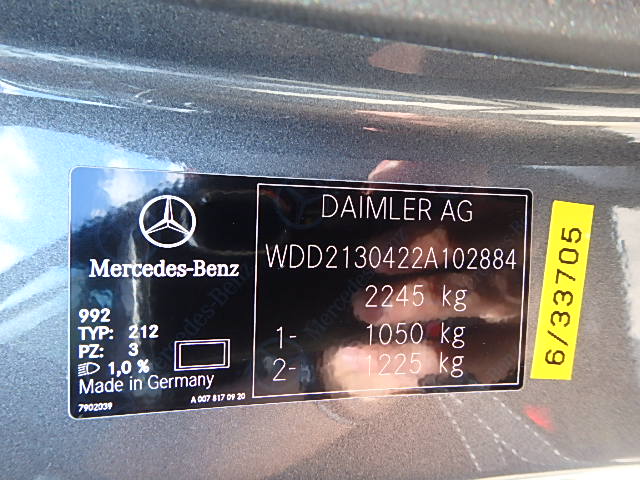 Mercedes-Benz
992
TYP: 212
PZ: 3
1,0 %
Made in Germany
7902039
A 007 817 09 20
DAIMLER AG
WDD2130422A102884
2245 kg
1- 1050 kg
2- 1225 kg
6/33705